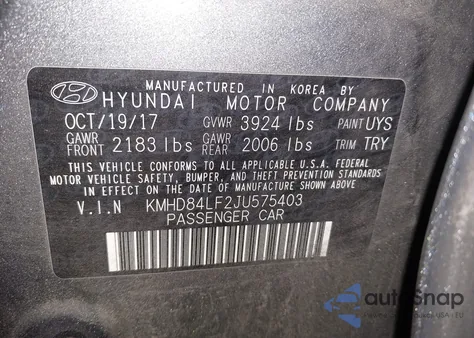 MANUFACTURED IN KOREA BY
HYUNDAI MOTOR COMPANY
OCT/19/17 GVWR 3924 lbs PAINT UYS
GAWR FRONT 2183 lbs GAWR 2006 lbs TRIM TRY
THIS VEHICLE CONFORMS TO ALL APPLICABLE U.S.A. FEDERAL
MOTOR VEHICLE SAFETY, BUMPER, AND THEFT PREVENTION STANDARDS
IN EFFECT ON THE DATE OF MANUFACTURE SHOWN ABOVE.
V.I.N KMHD84LF2JU575403
PASSENGER CAR
autoSnap